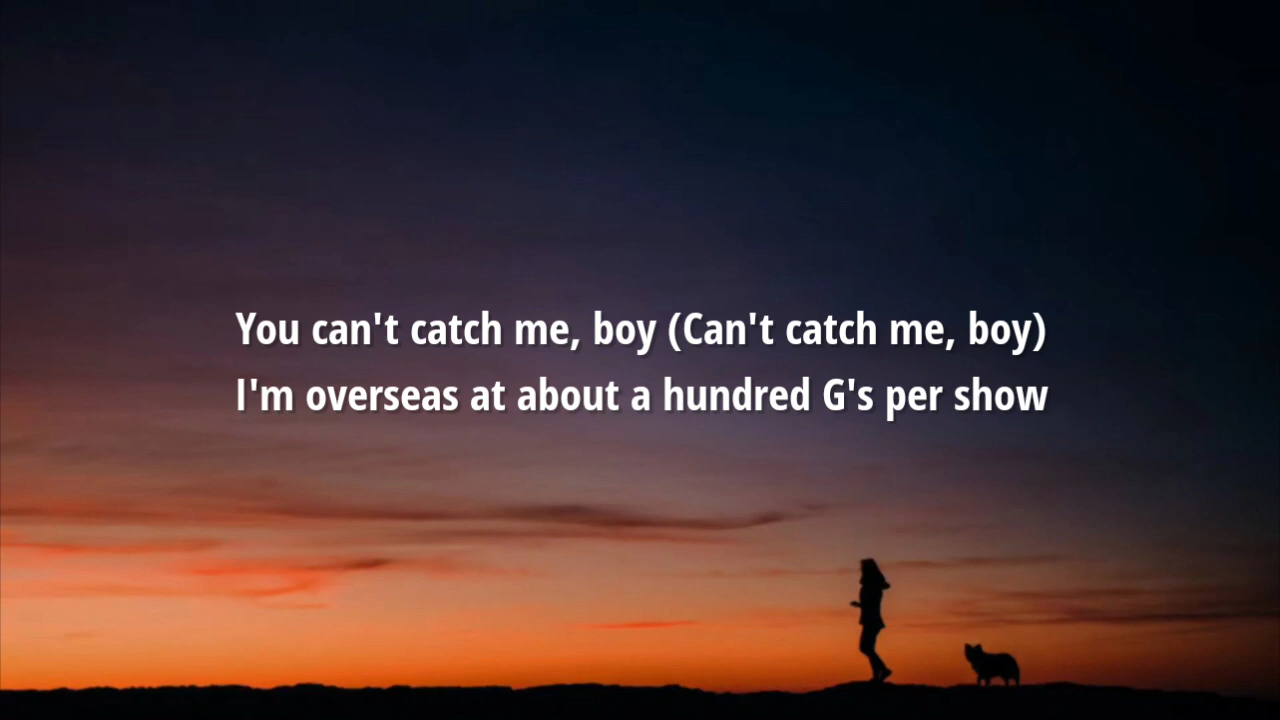 You can't catch me, boy (Can't catch me, boy)
I'm overseas at about a hundred G's per show